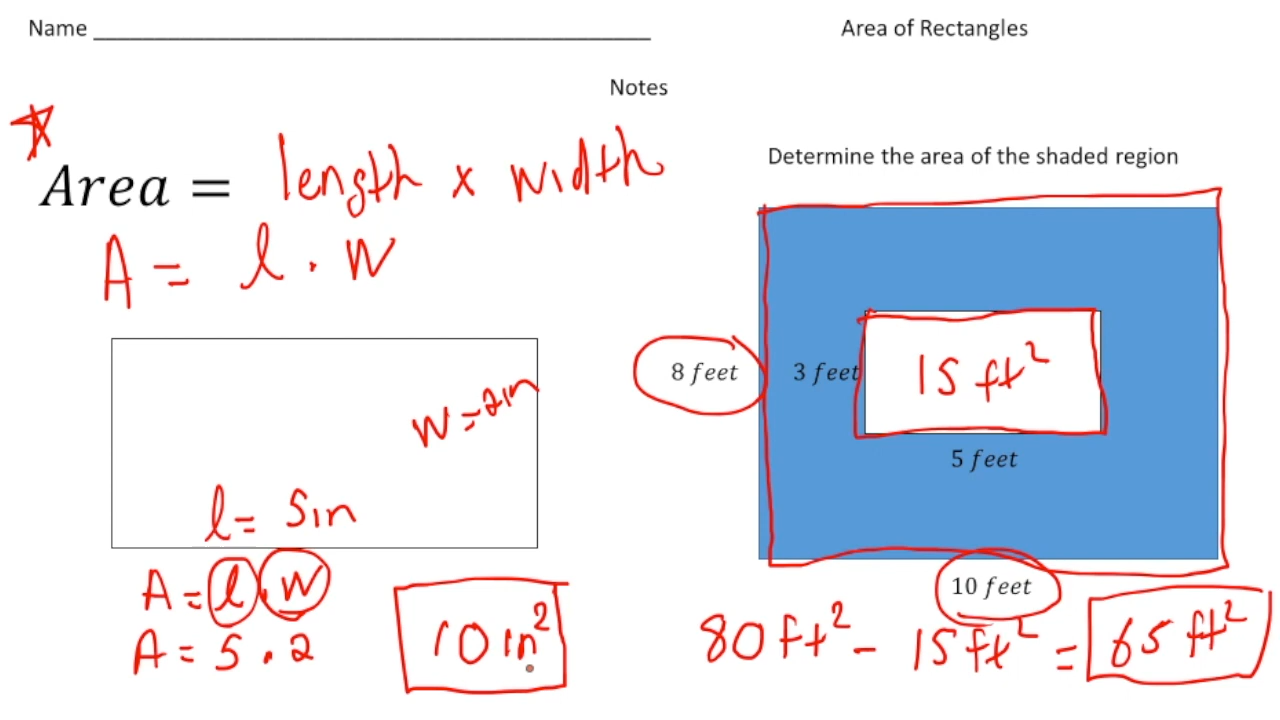 Name ________________
Area of Rectangles
Notes
Area = length x width
A = l · W
W = 2in
l = 5in
A = l · W
A = 5 · 2
10 in²
Determine the area of the shaded region
8 feet
3 feet
15 ft²
5 feet
10 feet
80 ft² - 15 ft² = 65 ft²